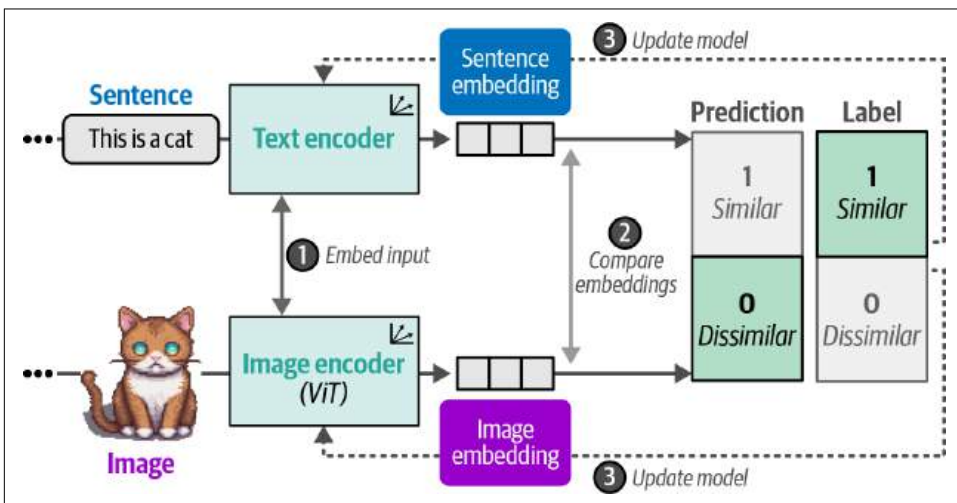 3 Update model
Sentence
embedding
Sentence
This is a cat
Text encoder
Prediction
Label
1
Similar
1
Similar
1 Embed input
2
Compare
embeddings
0
Dissimilar
0
Dissimilar
Image encoder
(ViT)
Image
Image
embedding
3 Update model